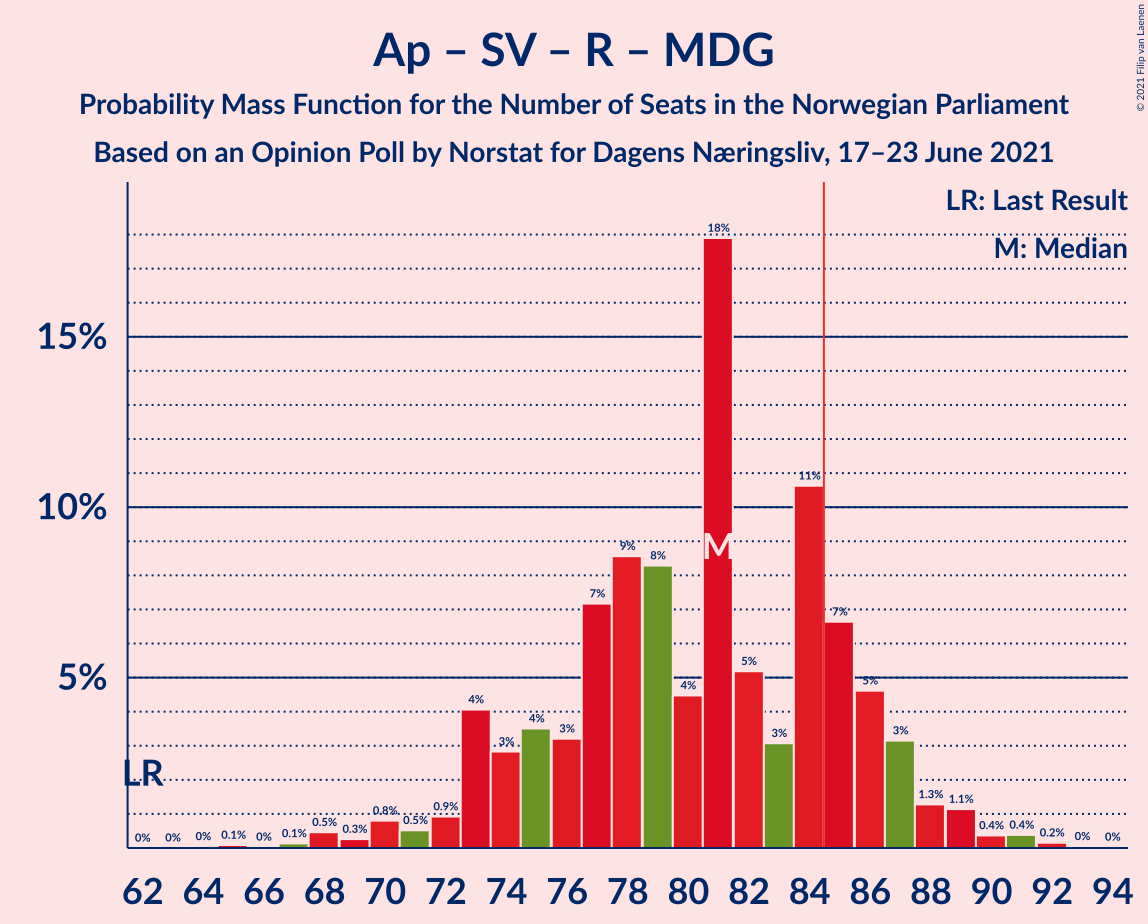 Ap – SV – R – MDG
Probability Mass Function for the Number of Seats in the Norwegian Parliament
Based on an Opinion Poll by Norstat for Dagens Næringsliv, 17–23 June 2021
© 2021 Filip van Laenen
LR: Last Result
M: Median
15%
10%
5%
LR
M
0% 0% 0% 0.1% 0% 0.1% 0.5% 0.3% 0.8% 0.5% 0.9% 4% 3% 4% 3% 7% 9% 8% 4% 18% 5% 3% 11% 7% 5% 3% 1.3% 1.1% 0.4% 0.4% 0.2% 0% 0%
62 64 66 68 70 72 74 76 78 80 82 84 86 88 90 92 94